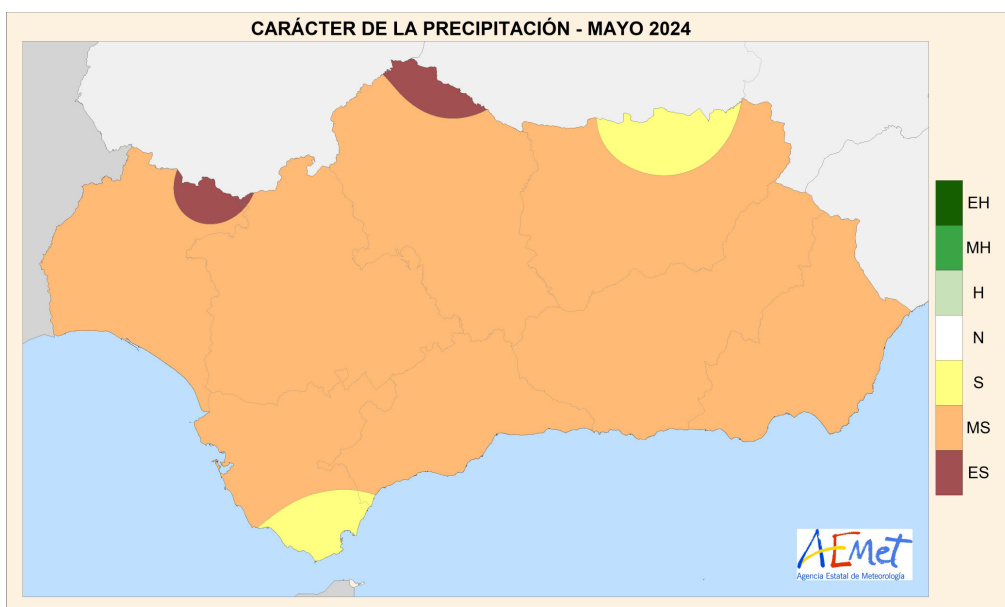 CARÁCTER DE LA PRECIPITACIÓN - MAYO 2024
EH
MH
H
N
S
MS
ES
AEMet
Agencia Estatal de Meteorología